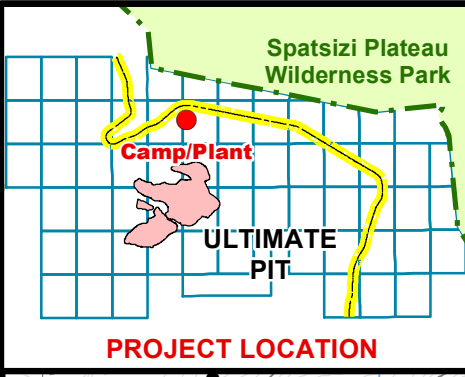 Spatsizi Plateau
Wilderness Park
Camp/Plant
ULTIMATE
PIT
PROJECT LOCATION